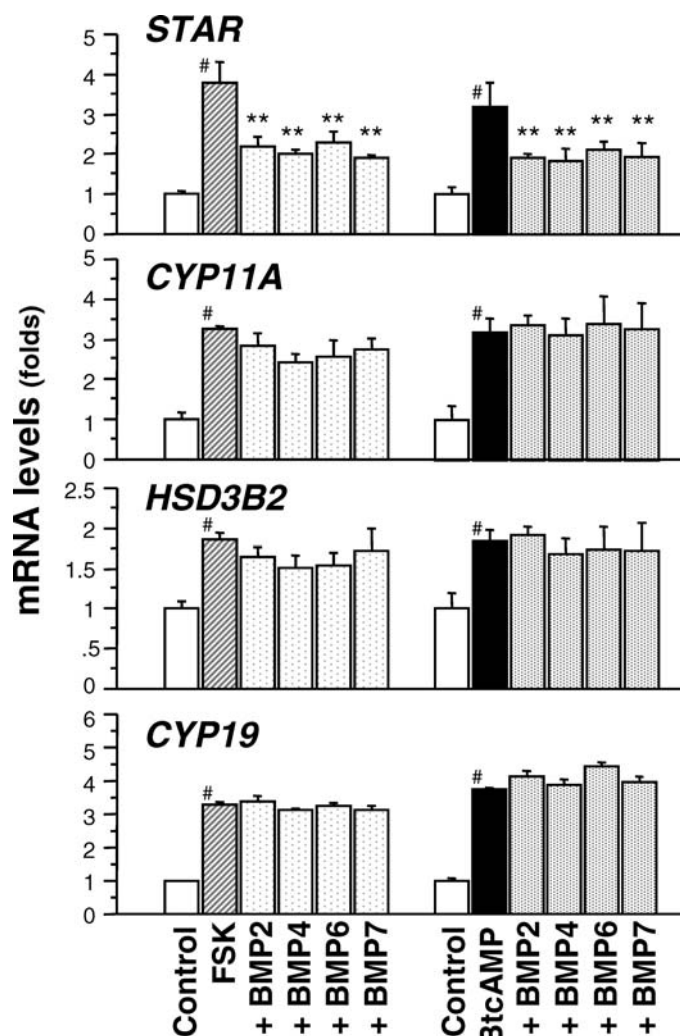 mRNA levels (folds)
STAR
5
4
3
2
1
0
#
** ** ** **
#
** ** ** **
CYP11A
5
4
3
2
1
0
#
#
HSD3B2
2.5
2
1.5
1
.5
0
#
#
CYP19
6
5
4
3
2
1
0
#
#
Control
FSK
+ BMP2
+ BMP4
+ BMP6
+ BMP7
Control
BtcAMP
+ BMP2
+ BMP4
+ BMP6
+ BMP7